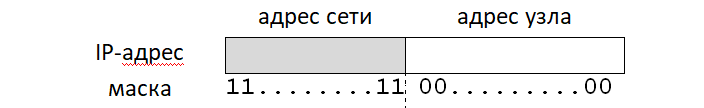 адрес сети адрес узла
IP-адрес
маска 11........11 00.........00